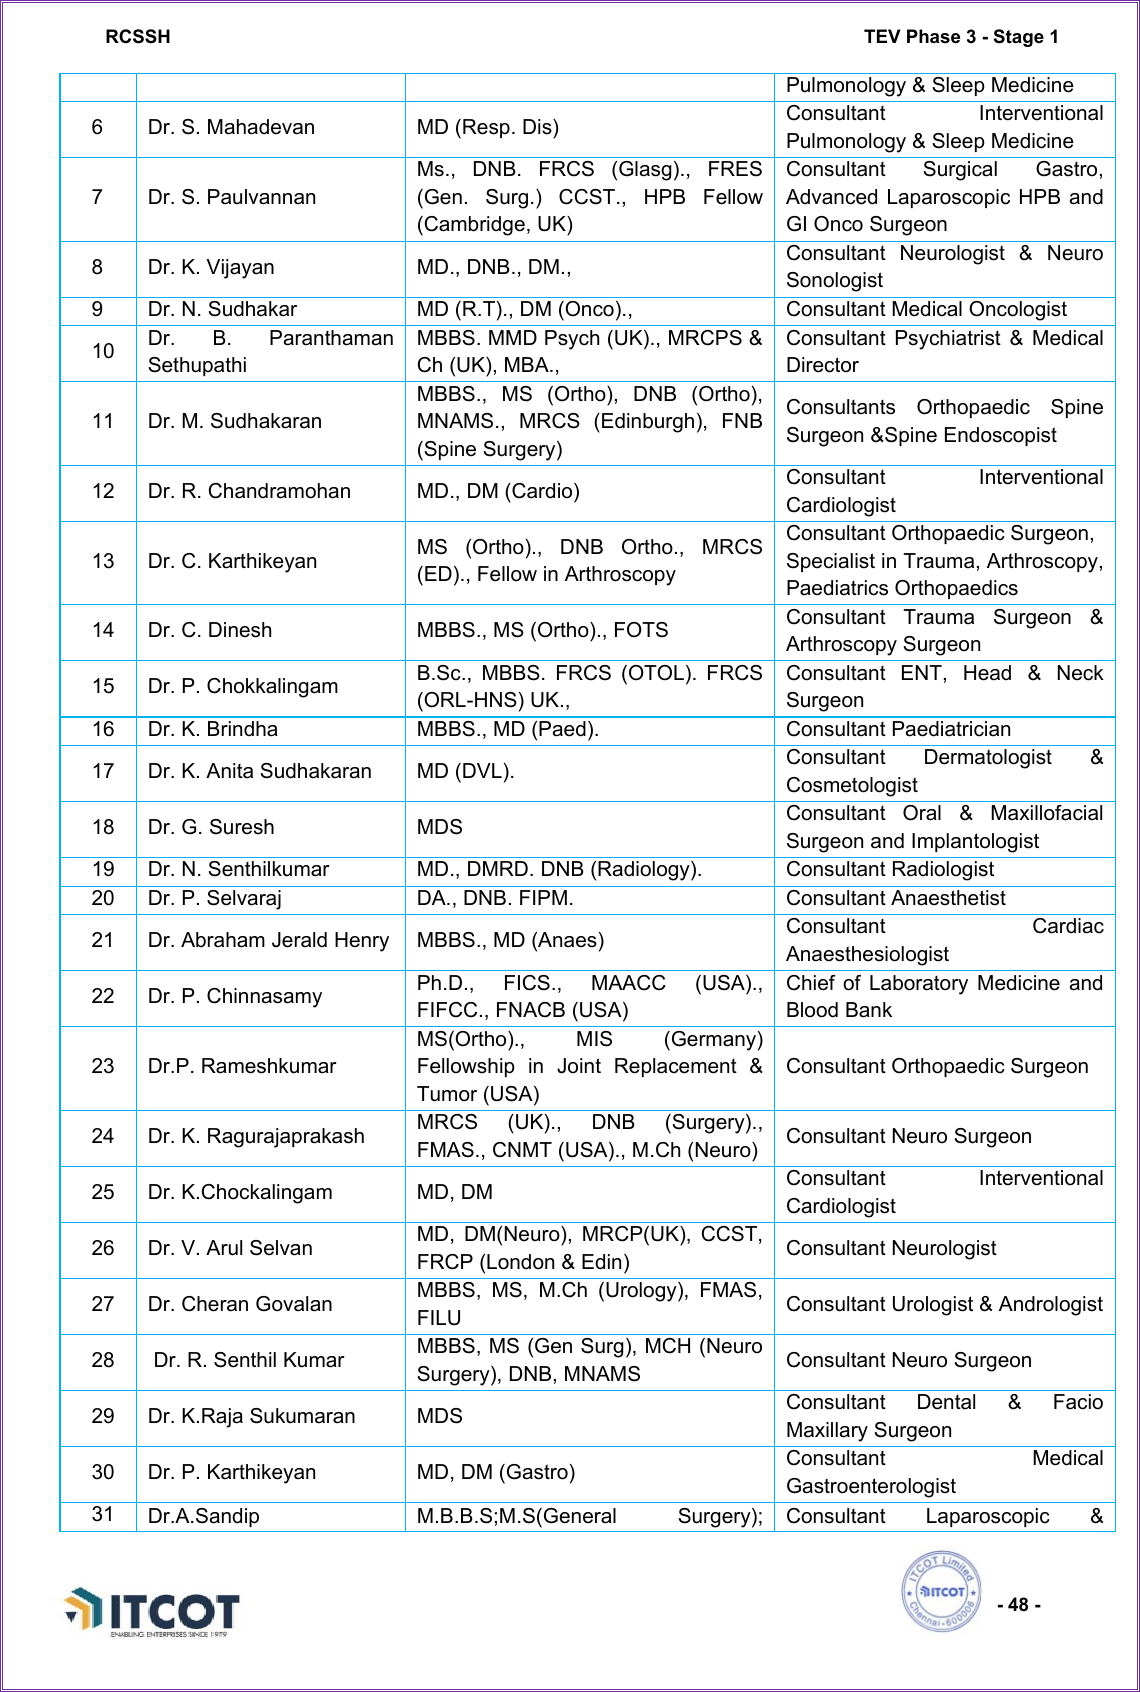 RCSSH
TEV Phase 3 - Stage 1
Pulmonology & Sleep Medicine
6 Dr. S. Mahadevan MD (Resp. Dis) Consultant Interventional
Pulmonology & Sleep Medicine
7 Dr. S. Paulvannan Ms., DNB. FRCS (Glasg)., FRES
(Gen. Surg.) CCST., HPB Fellow
(Cambridge, UK)
Consultant Surgical Gastro,
Advanced Laparoscopic HPB and
GI Onco Surgeon
8 Dr. K. Vijayan MD., DNB., DM., Consultant Neurologist & Neuro
Sonologist
9 Dr. N. Sudhakar MD (R.T)., DM (Onco)., Consultant Medical Oncologist
10 Dr. B. Paranthaman
Sethupathi
MBBS. MMD Psych (UK)., MRCPS &
Ch (UK), MBA.,
Consultant Psychiatrist & Medical
Director
11 Dr. M. Sudhakaran MBBS., MS (Ortho), DNB (Ortho),
MNAMS., MRCS (Edinburgh), FNB
(Spine Surgery)
Consultants Orthopaedic Spine
Surgeon &Spine Endoscopist
12 Dr. R. Chandramohan MD., DM (Cardio) Consultant Interventional
Cardiologist
13 Dr. C. Karthikeyan MS (Ortho)., DNB Ortho., MRCS
(ED)., Fellow in Arthroscopy
Consultant Orthopaedic Surgeon,
Specialist in Trauma, Arthroscopy,
Paediatrics Orthopaedics
14 Dr. C. Dinesh MBBS., MS (Ortho)., FOTS Consultant Trauma Surgeon &
Arthroscopy Surgeon
15 Dr. P. Chokkalingam B.Sc., MBBS. FRCS (OTOL). FRCS
(ORL-HNS) UK.,
Consultant ENT, Head & Neck
Surgeon
16 Dr. K. Brindha MBBS., MD (Paed). Consultant Paediatrician
17 Dr. K. Anita Sudhakaran MD (DVL). Consultant Dermatologist &
Cosmetologist
18 Dr. G. Suresh MDS Consultant Oral & Maxillofacial
Surgeon and Implantologist
19 Dr. N. Senthilkumar MD., DMRD. DNB (Radiology). Consultant Radiologist
20 Dr. P. Selvaraj DA., DNB. FIPM. Consultant Anaesthetist
21 Dr. Abraham Jerald Henry MBBS., MD (Anaes) Consultant Cardiac
Anaesthesiologist
22 Dr. P. Chinnasamy Ph.D., FICS., MAACC (USA).,
FIFCC., FNACB (USA)
Chief of Laboratory Medicine and
Blood Bank
23 Dr.P. Rameshkumar MS(Ortho)., MIS (Germany)
Fellowship in Joint Replacement &
Tumor (USA)
Consultant Orthopaedic Surgeon
24 Dr. K. Ragurajaprakash MRCS (UK)., DNB (Surgery).,
FMAS., CNMT (USA)., M.Ch (Neuro)
Consultant Neuro Surgeon
25 Dr. K.Chockalingam MD, DM Consultant Interventional
Cardiologist
26 Dr. V. Arul Selvan MD, DM(Neuro), MRCP(UK), CCST,
FRCP (London & Edin)
Consultant Neurologist
27 Dr. Cheran Govalan MBBS, MS, M.Ch (Urology), FMAS,
FILU
Consultant Urologist & Andrologist
28 Dr. R. Senthil Kumar MBBS, MS (Gen Surg), MCH (Neuro
Surgery), DNB, MNAMS
Consultant Neuro Surgeon
29 Dr. K.Raja Sukumaran MDS Consultant Dental & Facio
Maxillary Surgeon
30 Dr. P. Karthikeyan MD, DM (Gastro) Consultant Medical
Gastroenterologist
31 Dr.A.Sandip M.B.B.S;M.S(General Surgery); Consultant Laparoscopic &
ITCOT
ENABLING ENTERPRISES SINCE 1979
ITCOT Limited
ITCOT
Chennai-600006
- 48 -